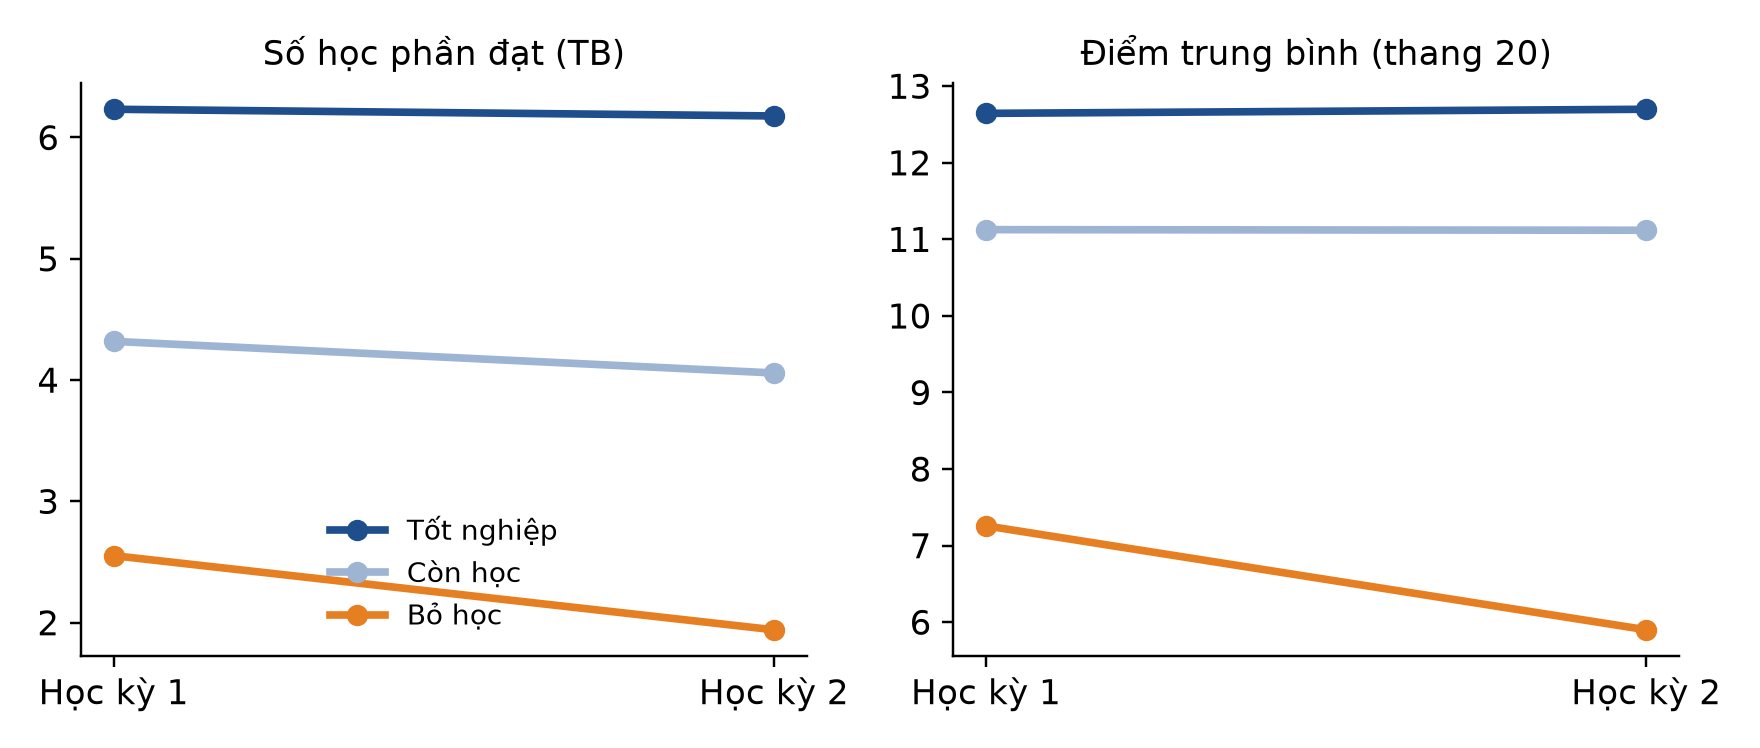 Số học phần đạt (TB)
6
5
4
3
2
Tốt nghiệp
Còn học
Bỏ học
Học kỳ 1
Học kỳ 2
Điểm trung bình (thang 20)
13
12
11
10
9
8
7
6
Học kỳ 1
Học kỳ 2